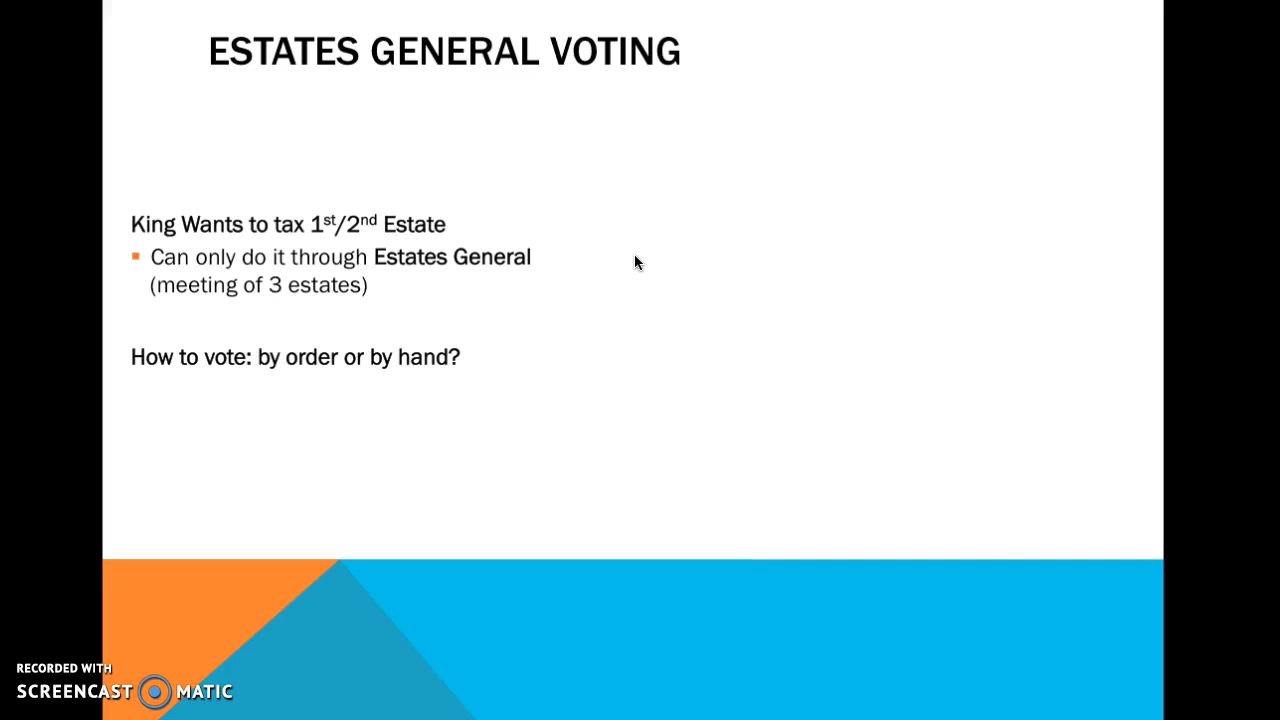 ESTATES GENERAL VOTING
King Wants to tax 1st/2nd Estate
Can only do it through Estates General
(meeting of 3 estates)
How to vote: by order or by hand?
RECORDED WITH
SCREENCAST MATIC